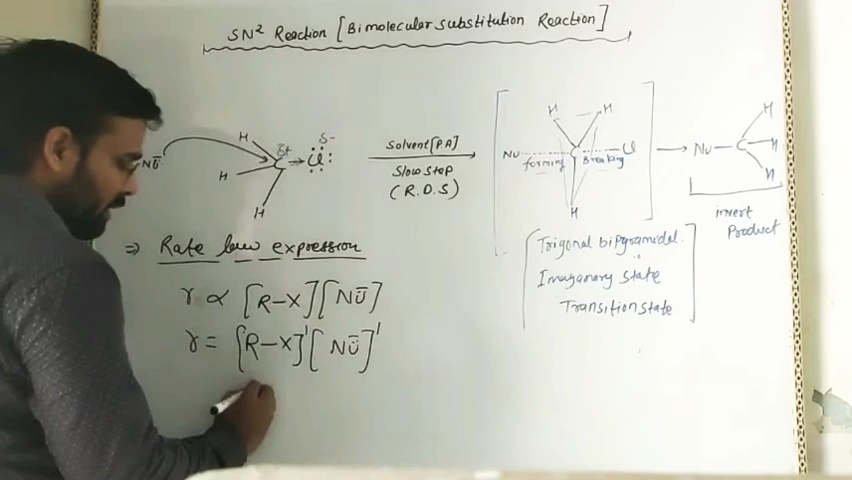 SN² Reaction [Bimolecular substitution Reaction]
Nū H H H C δ+ Cl δ-
Solvent[PA]
Slow step
(R.D.S)
Nu C Cl H H H
forming Breaking
Nu C H H H
invert
Product
Trigonal bipyramidal.
Imaganary state
Transition state
⇒ Rate law expression
r ∝ [R-X][Nū]
r = [R-X]¹[Nū]¹